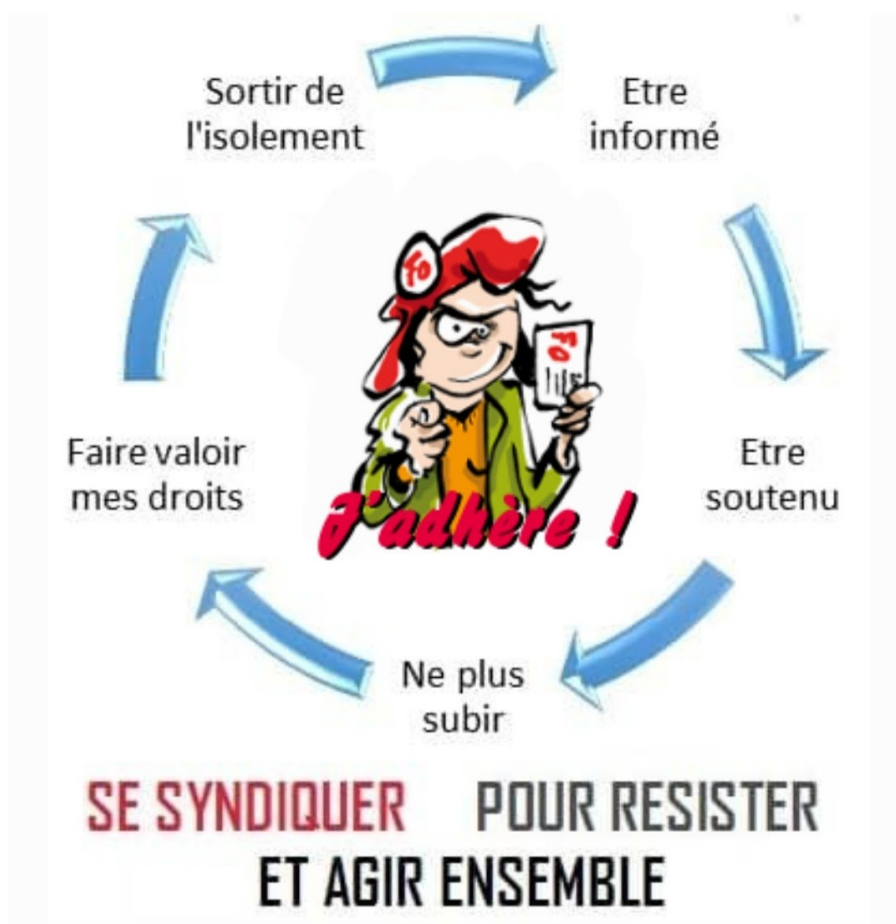 Sortir de
l'isolement
Etre
informé
FO
FO
Faire valoir
mes droits
Etre
soutenu
J'adhère !
Ne plus
subir
SE SYNDIQUER POUR RESISTER
ET AGIR ENSEMBLE